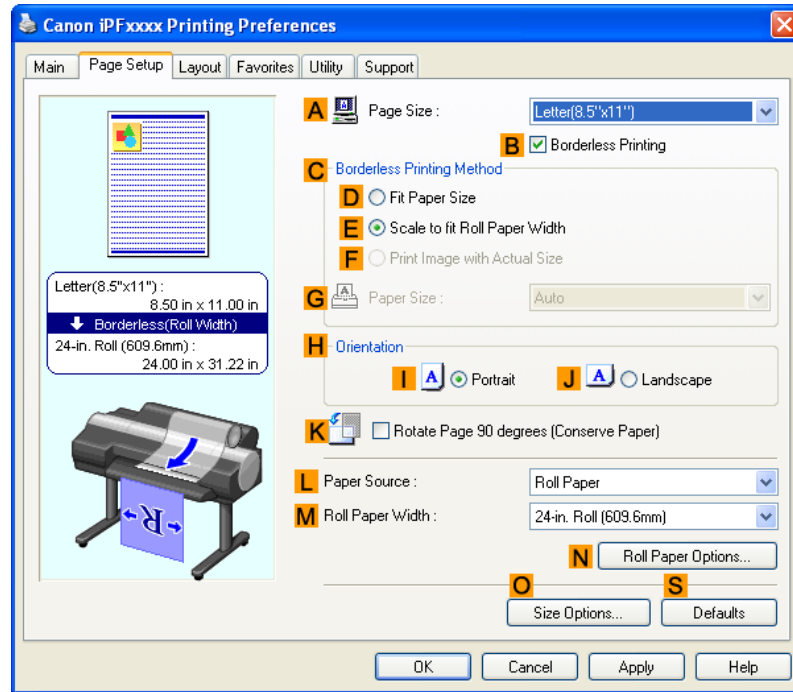 Canon iPFxxxx Printing Preferences
Main Page Setup Layout Favorites Utility Support
A Page Size : Letter(8.5"x11")
B Borderless Printing
C Borderless Printing Method
D Fit Paper Size
E Scale to fit Roll Paper Width
F Print Image with Actual Size
G Paper Size : Auto
Letter(8.5"x11") :
8.50 in x 11.00 in
Borderless(Roll Width)
24-in. Roll (609.6mm) :
24.00 in x 31.22 in
H Orientation
I A Portrait J A Landscape
K Rotate Page 90 degrees (Conserve Paper)
L Paper Source : Roll Paper
M Roll Paper Width : 24-in. Roll (609.6mm)
R
N Roll Paper Options...
O S
Size Options... Defaults
OK Cancel Apply Help